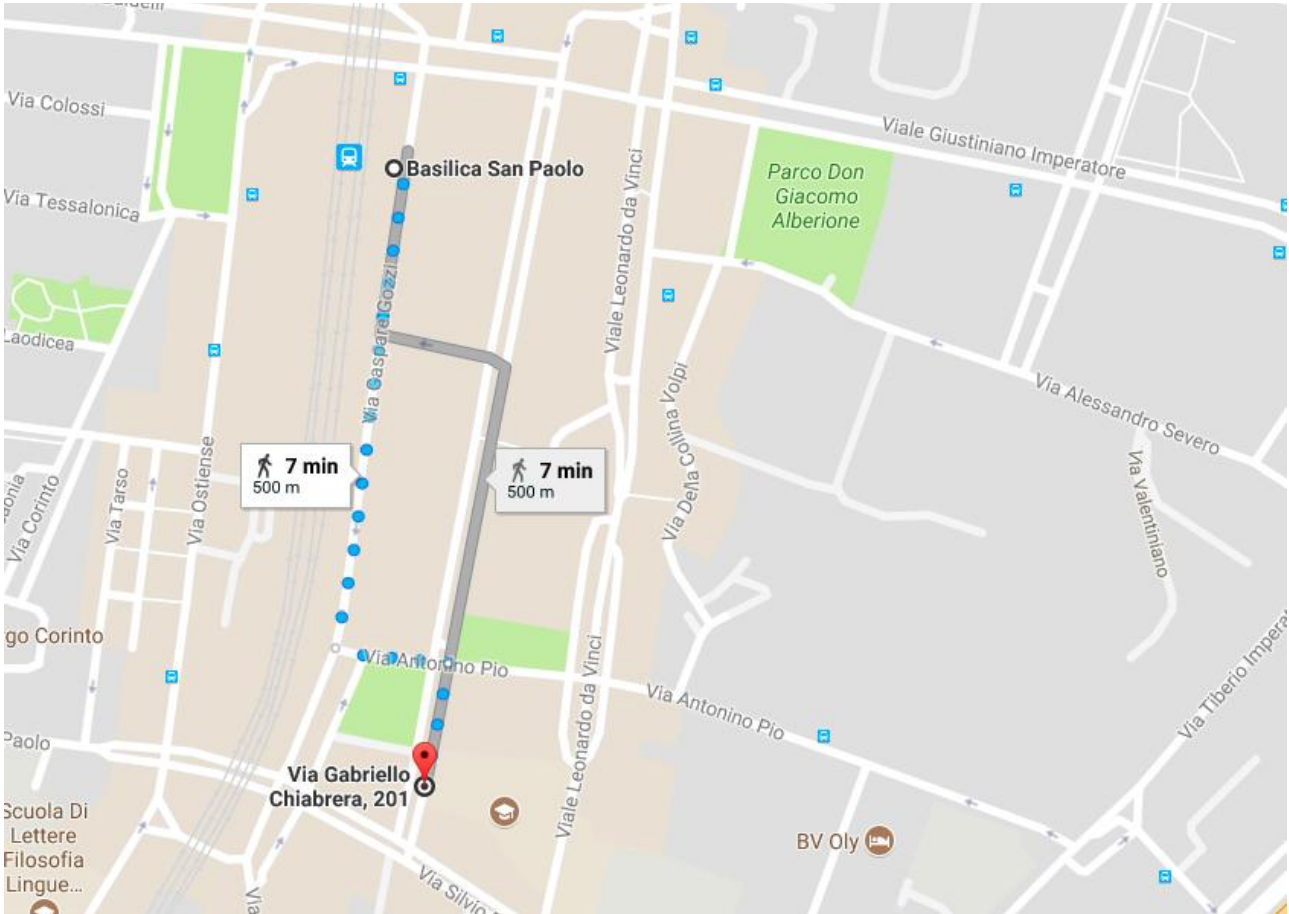 Via Colossi
Viale Giustiniano Imperatore
Basilica San Paolo
Parco Don
Giacomo
Alberione
Via Tessalonica
Viale Leonardo da Vinci
Via Gaspare Gozzi
Laodicea
Via Della Collina Volpi
Via Alessandro Severo
7 min
500 m
7 min
500 m
Via Ostiense
Via Tarso
Via Corinto
Via Valentiniano
Via Antonino Pio
Via Antonino Pio
Viale Leonardo da Vinci
Via Tiberio Imperat
Paolo
Via Gabriello
Chiabrera, 201
Scuola Di
Lettere
Filosofia
Lingue...
BV Oly
Via Silvio
Via
go Corinto